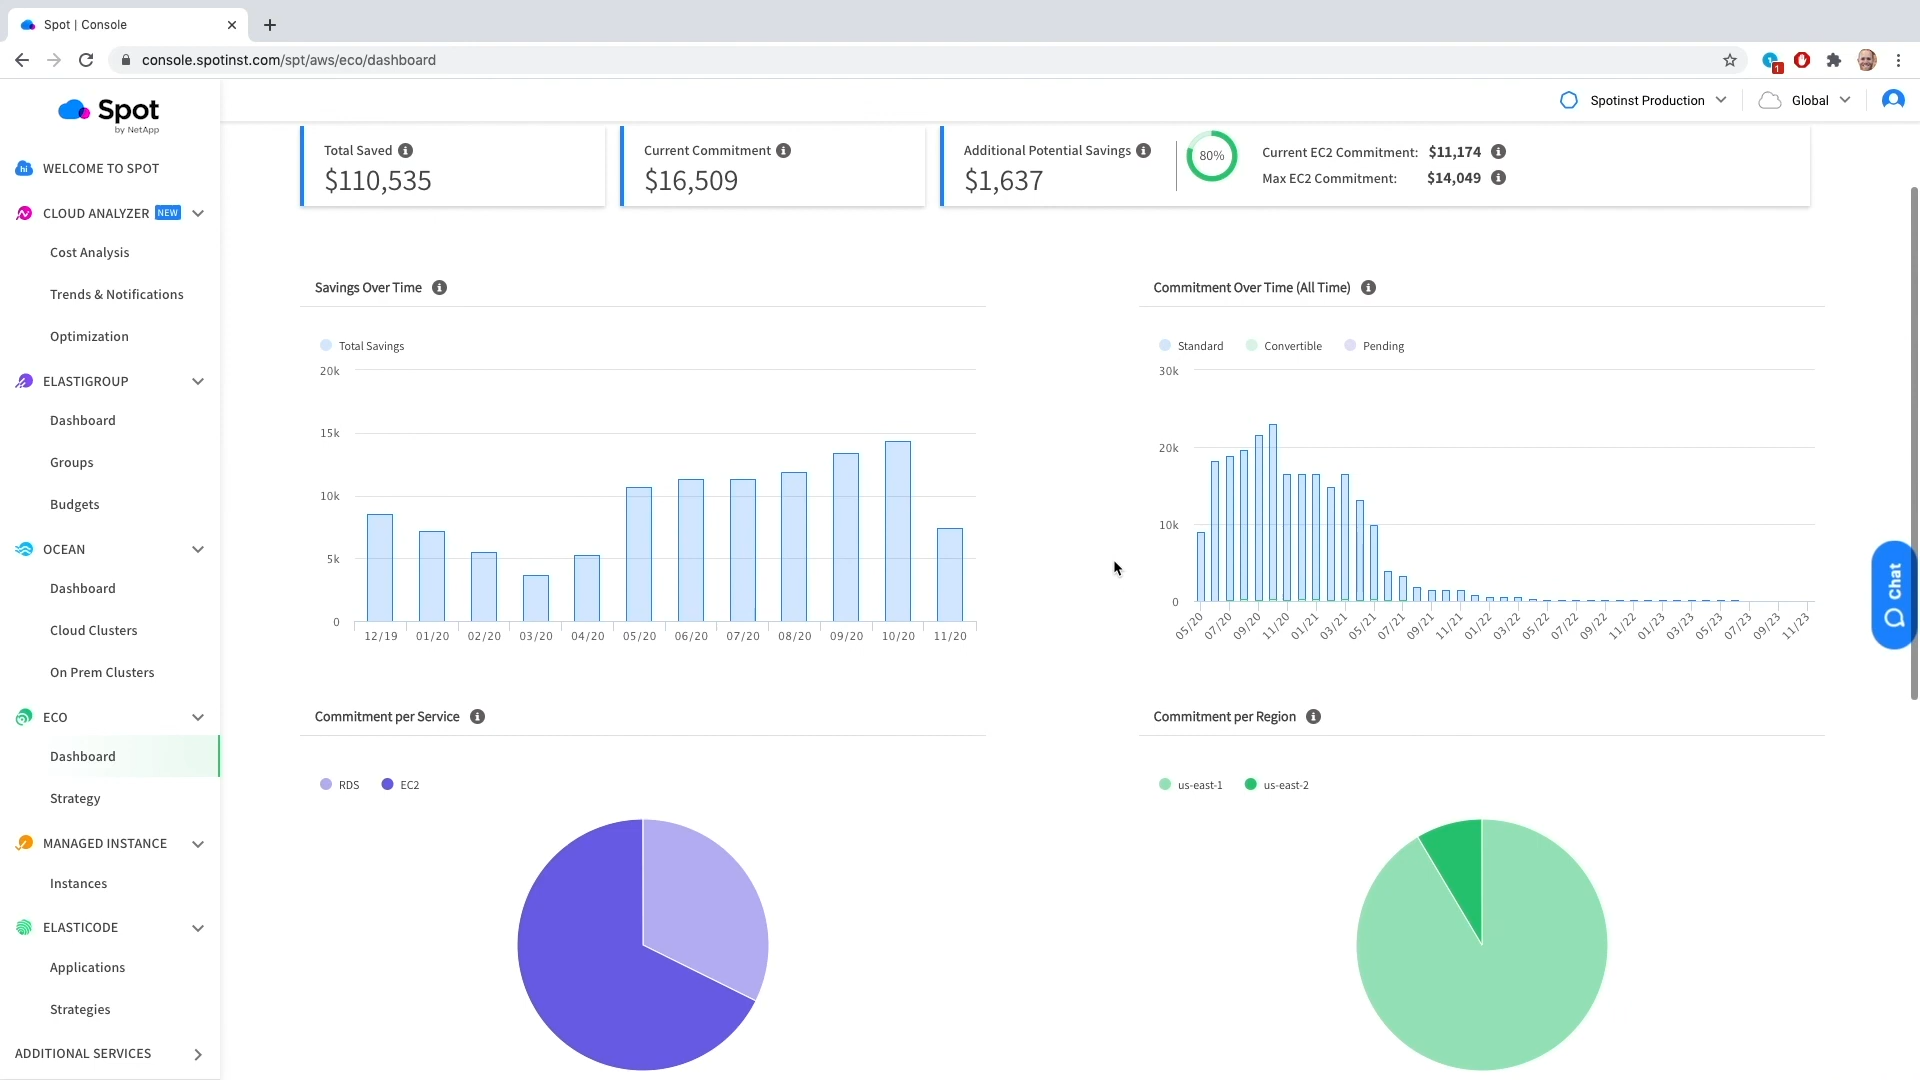 Spot | Console
console.spotinst.com/spt/aws/eco/dashboard
1
Spot
by NetApp
Spotinst Production
Global
hi WELCOME TO SPOT
CLOUD ANALYZER NEW
Cost Analysis
Trends & Notifications
Optimization
ELASTIGROUP
Dashboard
Groups
Budgets
OCEAN
Dashboard
Cloud Clusters
On Prem Clusters
ECO
Dashboard
Strategy
MANAGED INSTANCE
Instances
ELASTICODE
Applications
Strategies
ADDITIONAL SERVICES
Total Saved
$110,535
Current Commitment
$16,509
Additional Potential Savings
$1,637
80%
Current EC2 Commitment: $11,174
Max EC2 Commitment: $14,049
Savings Over Time
Total Savings
20k
15k
10k
5k
0
12/19 01/20 02/20 03/20 04/20 05/20 06/20 07/20 08/20 09/20 10/20 11/20
Commitment Over Time (All Time)
Standard Convertible Pending
30k
20k
10k
0
05/20 07/20 09/20 11/20 01/21 03/21 05/21 07/21 09/21 11/21 01/22 03/22 05/22 07/22 09/22 11/22 01/23 03/23 05/23 07/23 09/23 11/23
Chat
Commitment per Service
RDS EC2
Commitment per Region
us-east-1 us-east-2